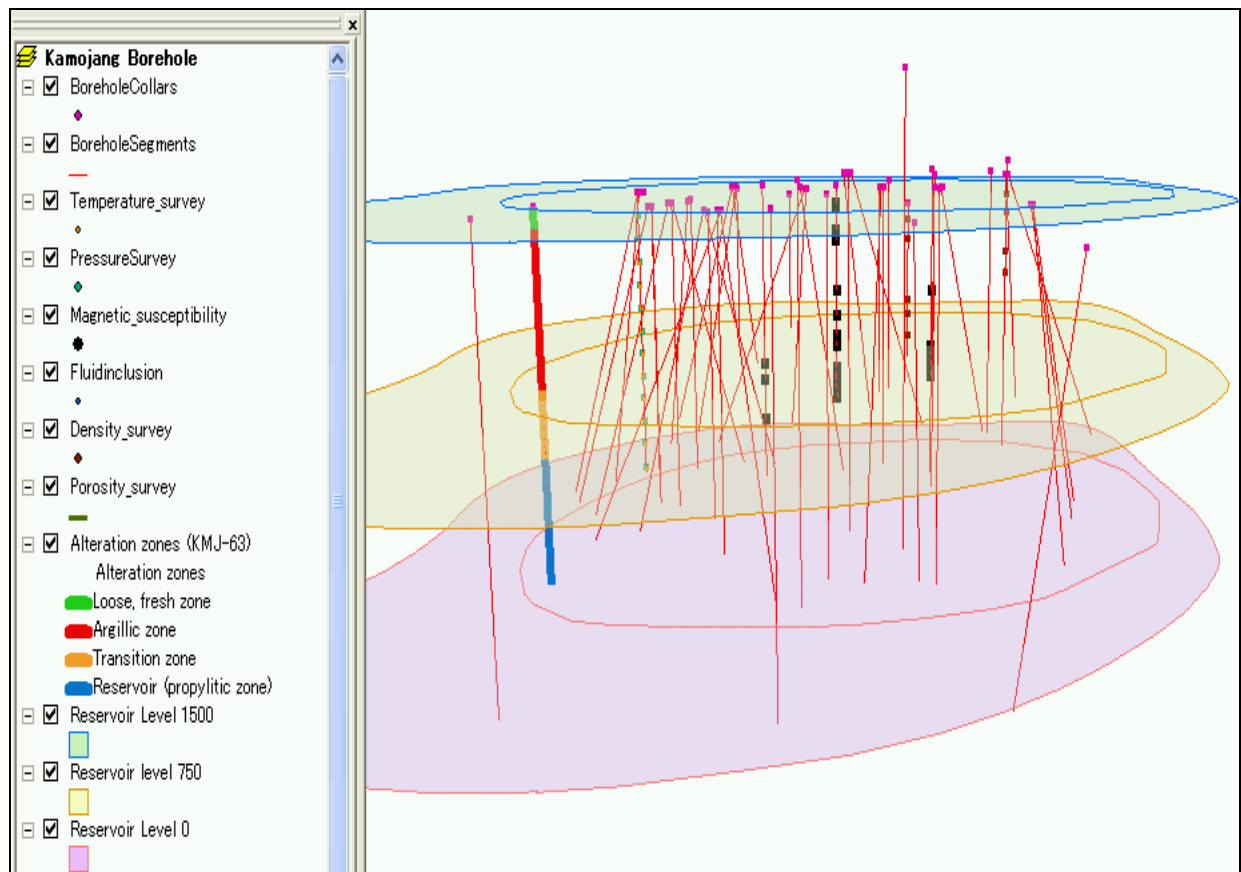 Kamojang Borehole
BoreholeCollars
BoreholeSegments
Temperature_survey
PressureSurvey
Magnetic_susceptibility
Fluidinclusion
Density_survey
Porosity_survey
Alteration zones (KMJ-63)
Alteration zones
Loose, fresh zone
Argillic zone
Transition zone
Reservoir (propylitic zone)
Reservoir Level 1500
Reservoir level 750
Reservoir Level 0